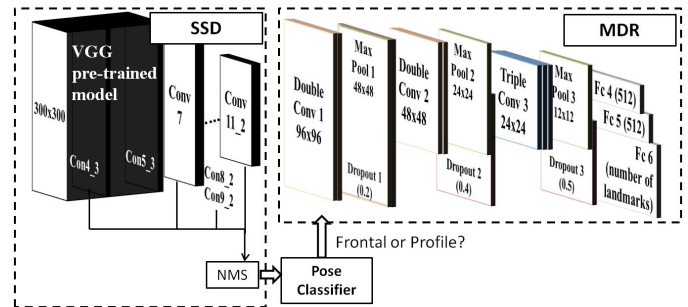 SSD
VGG
pre-trained
model
300x300
Con4_3
Con5_3
Conv
7
Conv
11_2
Con8_2
Con9_2
NMS
Pose
Classifier
Frontal or Profile?
MDR
Double
Conv 1
96x96
Max
Pool 1
48x48
Dropout 1
(0.2)
Double
Conv 2
48x48
Max
Pool 2
24x24
Dropout 2
(0.4)
Triple
Conv 3
24x24
Max
Pool 3
12x12
Dropout 3
(0.5)
Fc 4 (512)
Fc 5 (512)
Fc 6
(number of
landmarks)